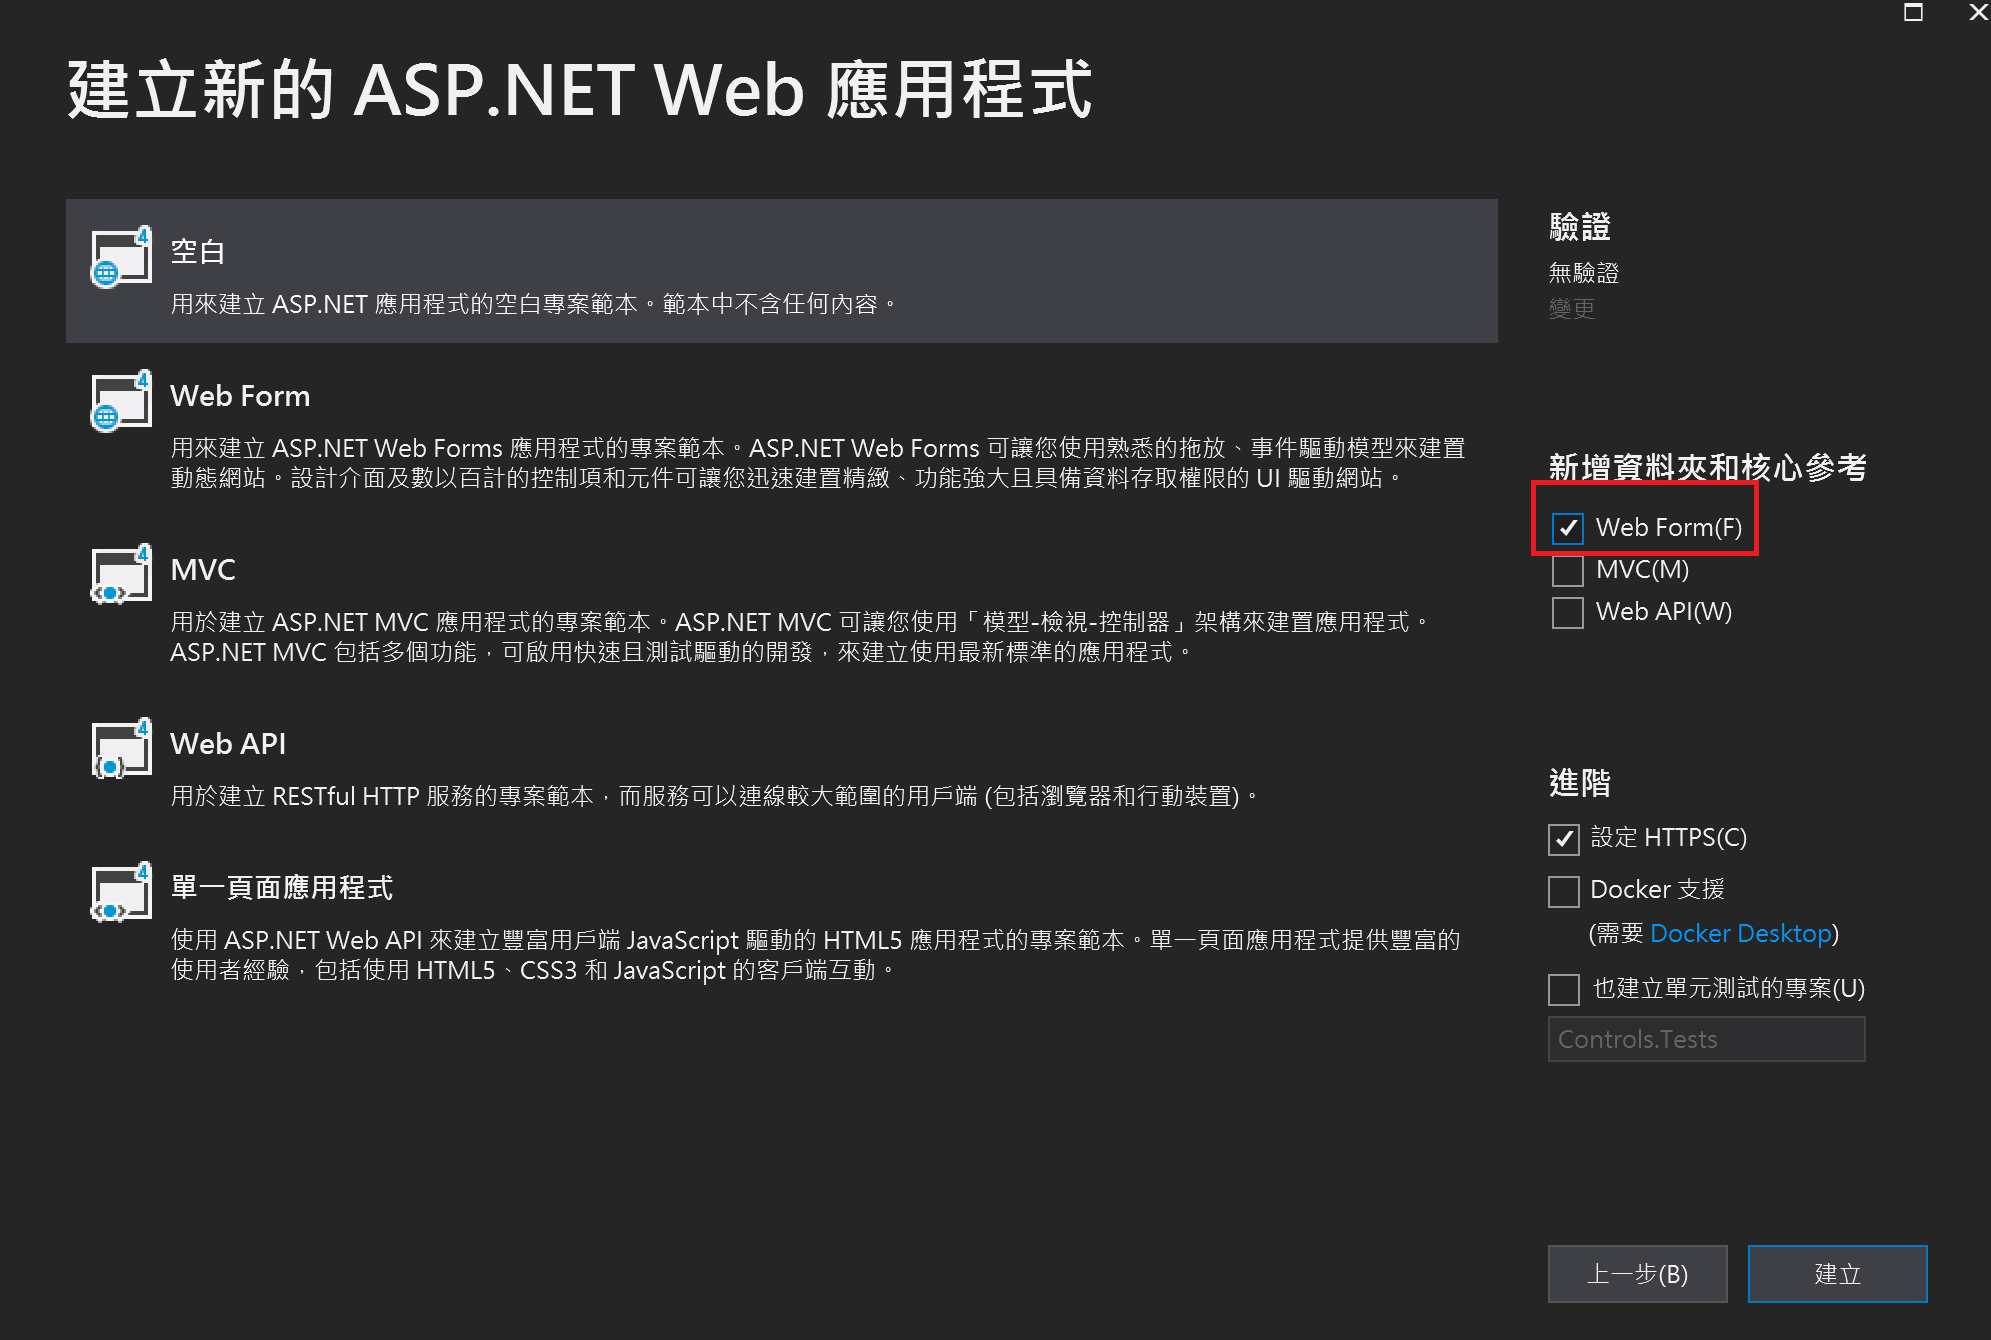 建立新的 ASP.NET Web 應用程式
空白
用來建立 ASP.NET 應用程式的空白專案範本。範本中不含任何內容。
Web Form
用來建立 ASP.NET Web Forms 應用程式的專案範本。ASP.NET Web Forms 可讓您使用熟悉的拖放、事件驅動模型來建置
動態網站。設計介面及數以百計的控制項和元件可讓您迅速建置精緻、功能強大且具備資料存取權限的 UI 驅動網站。
MVC
用於建立 ASP.NET MVC 應用程式的專案範本。ASP.NET MVC 可讓您使用「模型-檢視-控制器」架構來建置應用程式。
ASP.NET MVC 包括多個功能，可啟用快速且測試驅動的開發，來建立使用最新標準的應用程式。
Web API
用於建立 RESTful HTTP 服務的專案範本，而服務可以連線較大範圍的用戶端 (包括瀏覽器和行動裝置)。
單一頁面應用程式
使用 ASP.NET Web API 來建立豐富用戶端 JavaScript 驅動的 HTML5 應用程式的專案範本。單一頁面應用程式提供豐富的
使用者經驗，包括使用 HTML5、CSS3 和 JavaScript 的客戶端互動。
驗證
無驗證
變更
新增資料夾和核心參考
Web Form(F)
MVC(M)
Web API(W)
進階
設定 HTTPS(C)
Docker 支援
(需要 Docker Desktop)
也建立單元測試的專案(U)
Controls.Tests
上一步(B)
建立